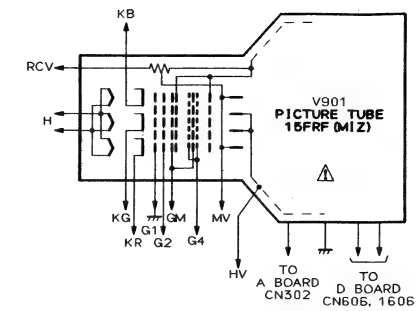 KB
RCV
H
V901
PICTURE TUBE
15FRF (MIZ)
KG
KR
G1
G2
GM
G4
MV
HV
TO
A BOARD
CN302
TO
D BOARD
CN606, 1606